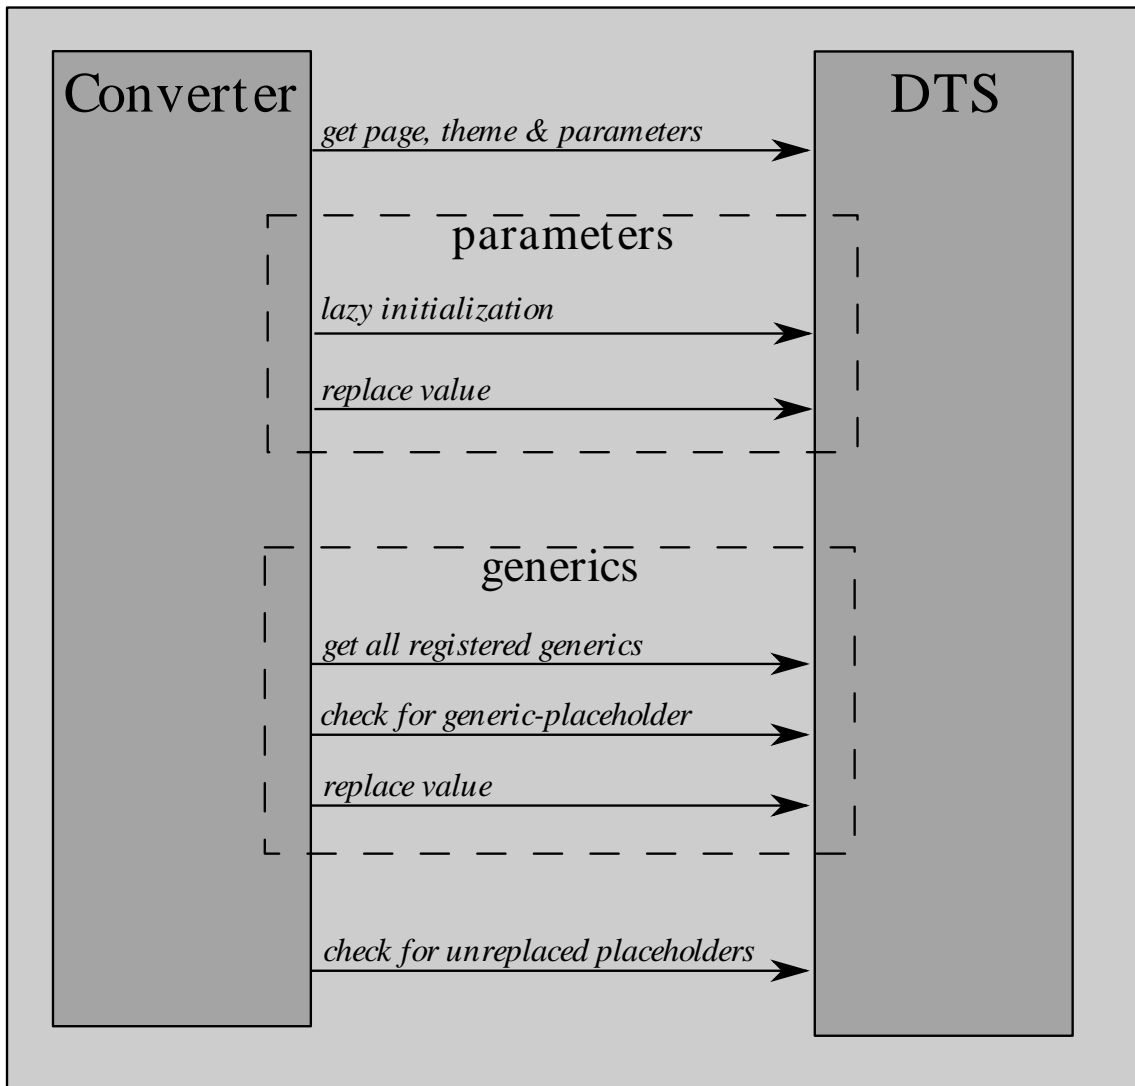 Converter
DTS
get page, theme & parameters
parameters
lazy initialization
replace value
generics
get all registered generics
check for generic-placeholder
replace value
check for unreplaced placeholders